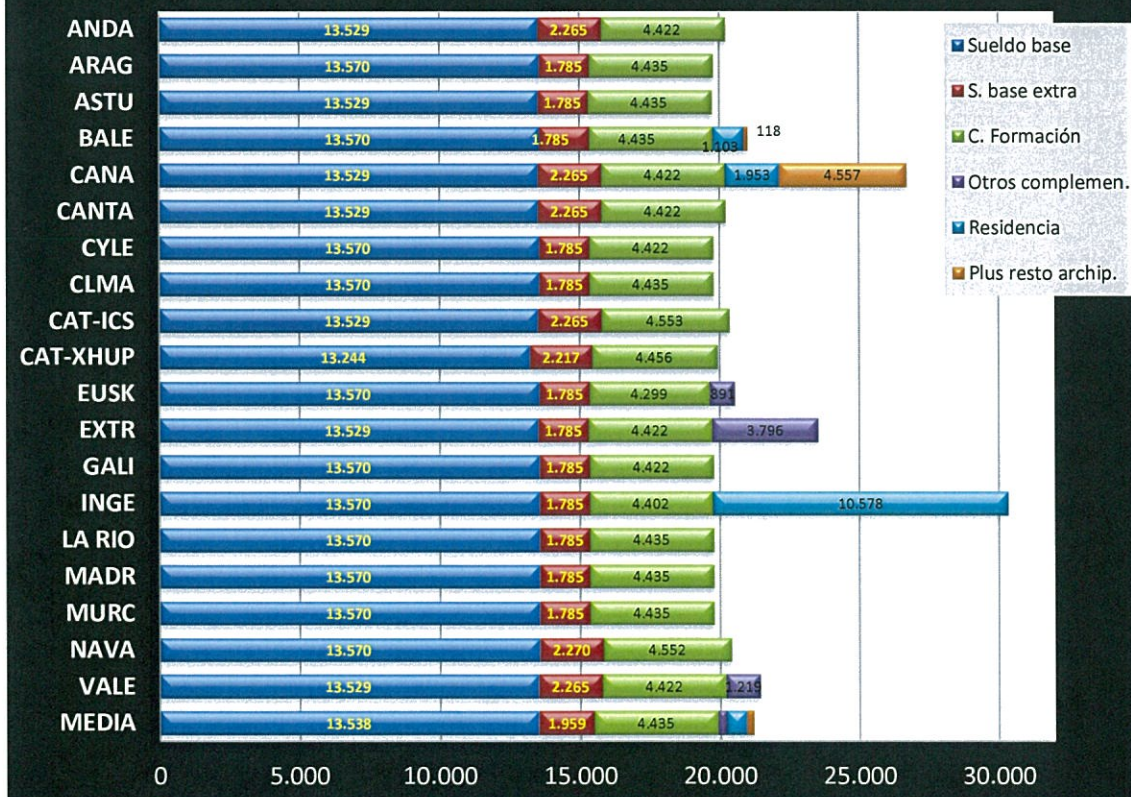 ANDA 13.529 2.265 4.422
ARAG 13.570 1.785 4.435
ASTU 13.529 1.785 4.435
BALE 13.570 1.785 4.435 1.103 118
CANA 13.529 2.265 4.422 1.953 4.557
CANTA 13.529 2.265 4.422
CYLE 13.570 1.785 4.422
CLMA 13.570 1.785 4.435
CAT-ICS 13.529 2.265 4.553
CAT-XHUP 13.244 2.217 4.456
EUSK 13.570 1.785 4.299 891
EXTR 13.529 1.785 4.422 3.796
GALI 13.570 1.785 4.422
INGE 13.570 1.785 4.402 10.578
LA RIO 13.570 1.785 4.435
MADR 13.570 1.785 4.435
MURC 13.570 1.785 4.435
NAVA 13.570 2.270 4.552
VALE 13.529 2.265 4.422 1.219
MEDIA 13.538 1.959 4.435
0 5.000 10.000 15.000 20.000 25.000 30.000
Sueldo base
S. base extra
C. Formación
Otros complemen.
Residencia
Plus resto archip.